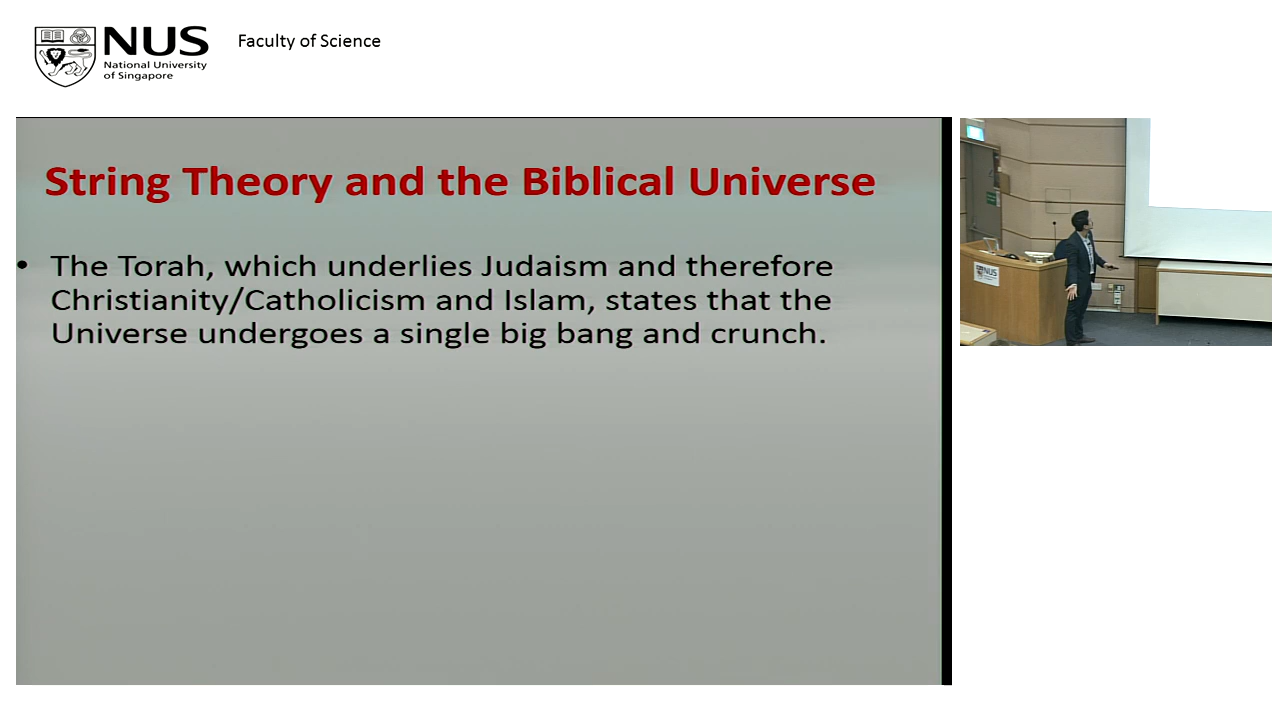 NUS
National University
of Singapore
Faculty of Science
String Theory and the Biblical Universe
• The Torah, which underlies Judaism and therefore
Christianity/Catholicism and Islam, states that the
Universe undergoes a single big bang and crunch.
NUS